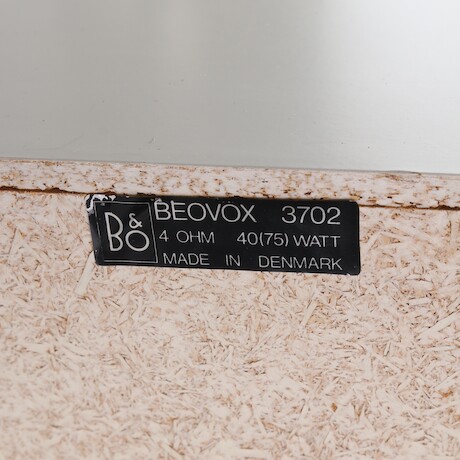 B&O
BEOVOX 3702
4 OHM 40(75) WATT
MADE IN DENMARK